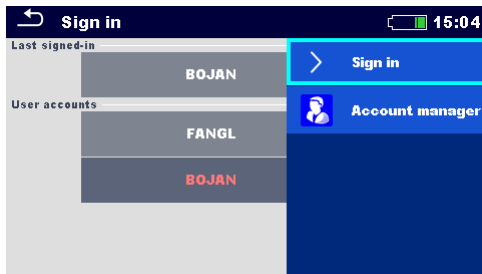 Sign in
15:04
Last signed-in
BOJAN
User accounts
FANGL
BOJAN
Sign in
Account manager